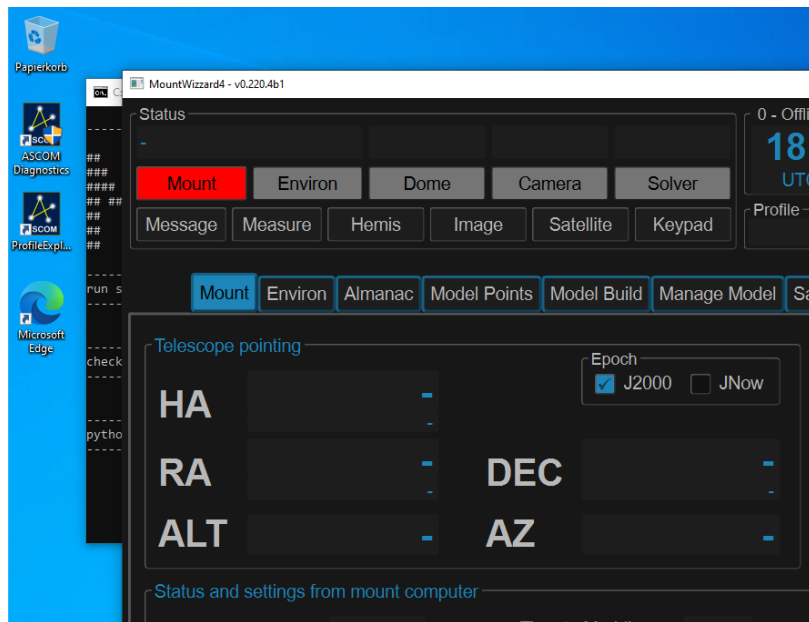 Papierkorb
ASCOM
Diagnostics
SCOM
ProfileExpl...
Microsoft
Edge
##
###
####
## ##
##
##
##
run s
check
pytho
MountWizzard4 - v0.220.4b1
Status
-
0 - Offli
18
UTC
Mount Environ Dome Camera Solver
Message Measure Hemis Image Satellite Keypad
Profile
Mount Environ Almanac Model Points Model Build Manage Model Sa
Telescope pointing
Epoch
J2000 JNow
HA -
-
RA - DEC -
- -
ALT - AZ -
Status and settings from mount computer